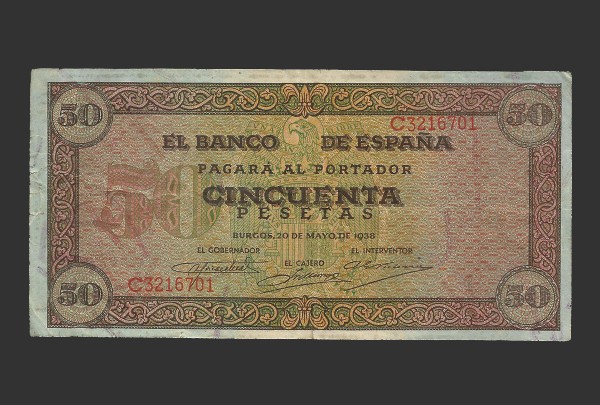 50 50
C3216701
EL BANCO DE ESPAÑA
PAGARÁ AL PORTADOR
CINCUENTA
PESETAS
BURGOS, 20 DE MAYO DE 1938
EL GOBERNADOR EL CAJERO EL INTERVENTOR
C3216701
50 50